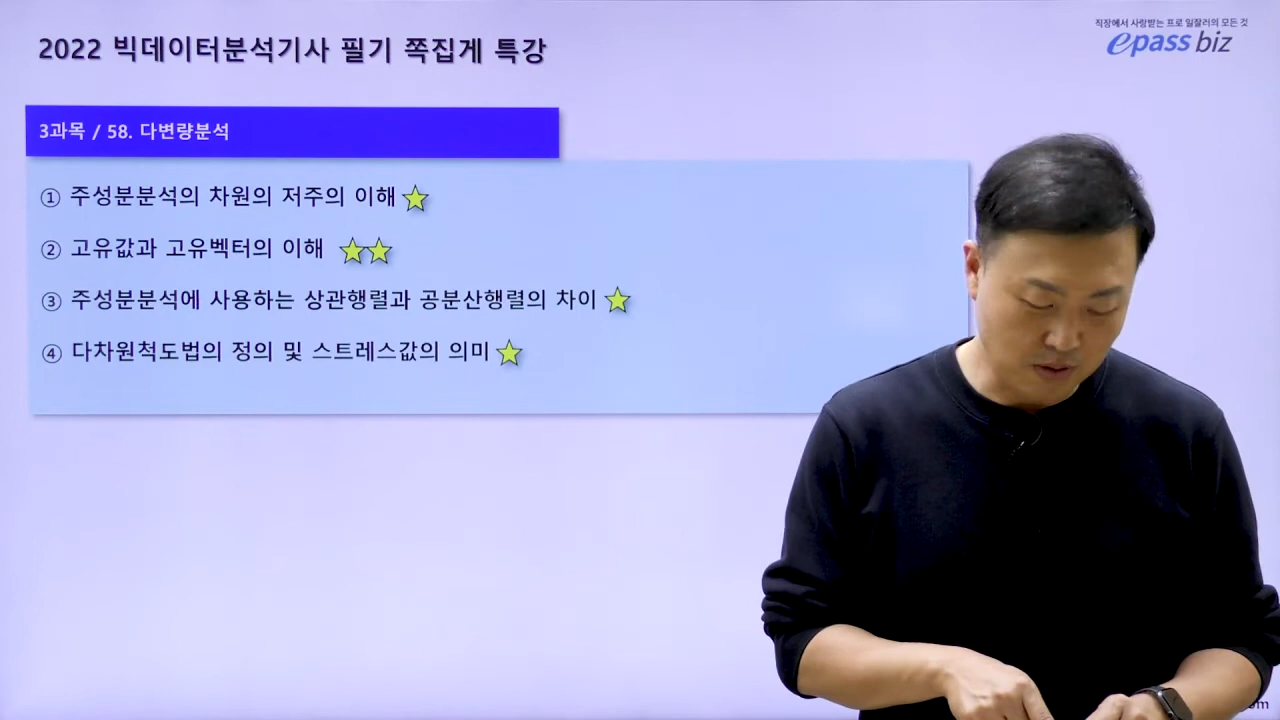 직장에서 사랑받는 프로 일잘러의 모든 것
epass biz
2022 빅데이터분석기사 필기 쪽집게 특강
3과목 / 58. 다변량분석
① 주성분분석의 차원의 저주의 이해
② 고유값과 고유벡터의 이해
③ 주성분분석에 사용하는 상관행렬과 공분산행렬의 차이
④ 다차원척도법의 정의 및 스트레스값의 의미